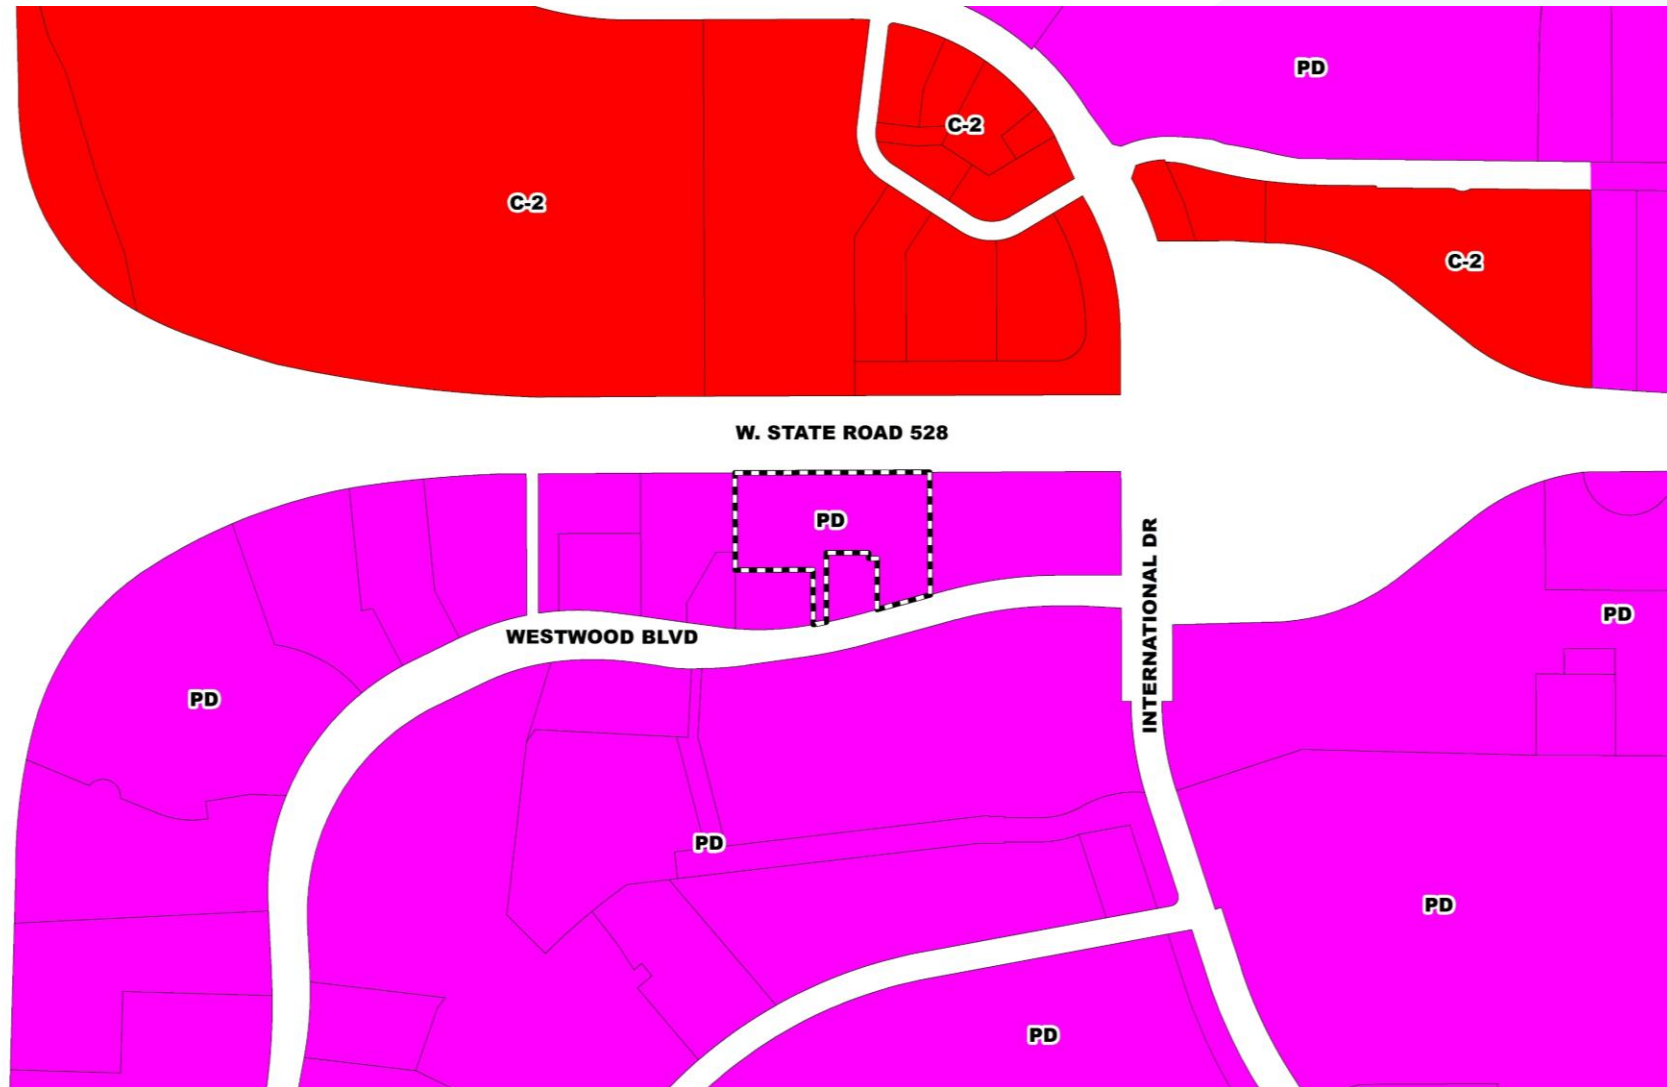 PD
C-2
C-2
C-2
W. STATE ROAD 528
PD
INTERNATIONAL DR
PD
WESTWOOD BLVD
PD
PD
PD
PD